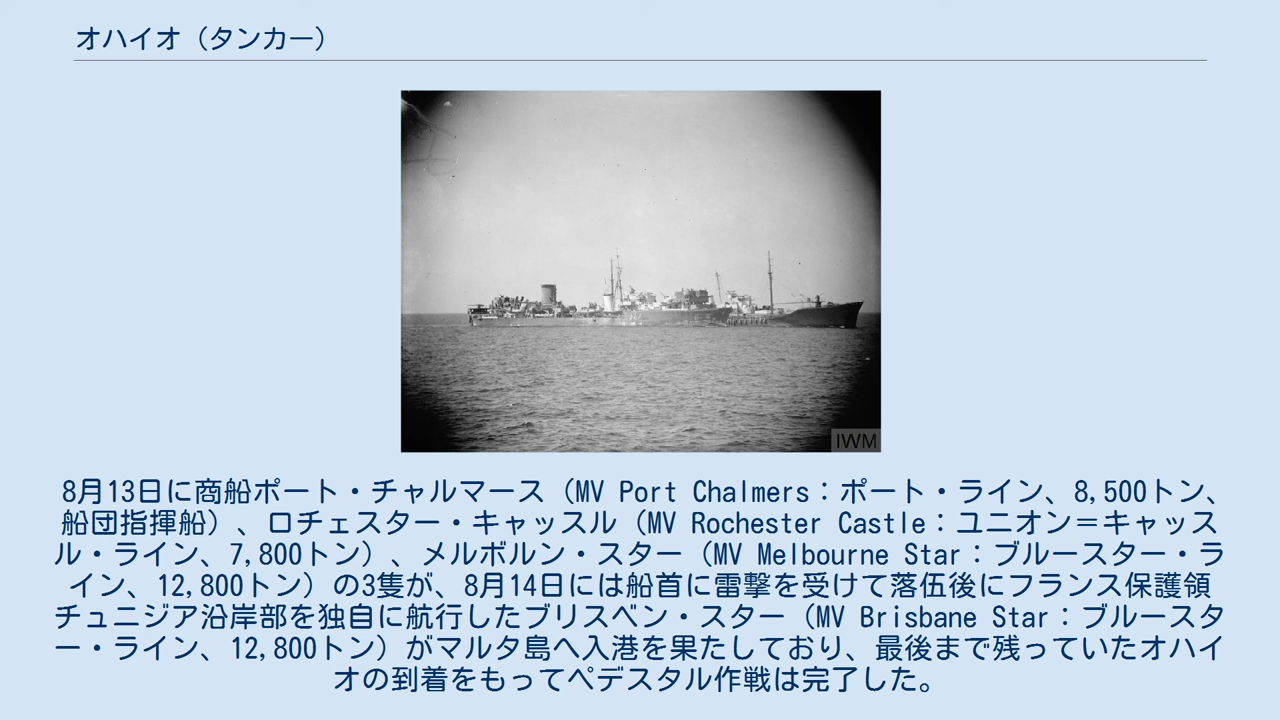 オハイオ（タンカー）
IWM
8月13日に商船ポート・チャルマース（MV Port Chalmers：ポート・ライン、8,500トン、
船団指揮船）、ロチェスター・キャッスル（MV Rochester Castle：ユニオン＝キャッス
ル・ライン、7,800トン）、メルボルン・スター（MV Melbourne Star：ブルースター・ラ
イン、12,800トン）の3隻が、8月14日には船首に雷撃を受けて落伍後にフランス保護領
チュニジア沿岸部を独自に航行したブリスベン・スター（MV Brisbane Star：ブルースタ
ー・ライン、12,800トン）がマルタ島へ入港を果たしており、最後まで残っていたオハイ
オの到着をもってペデスタル作戦は完了した。